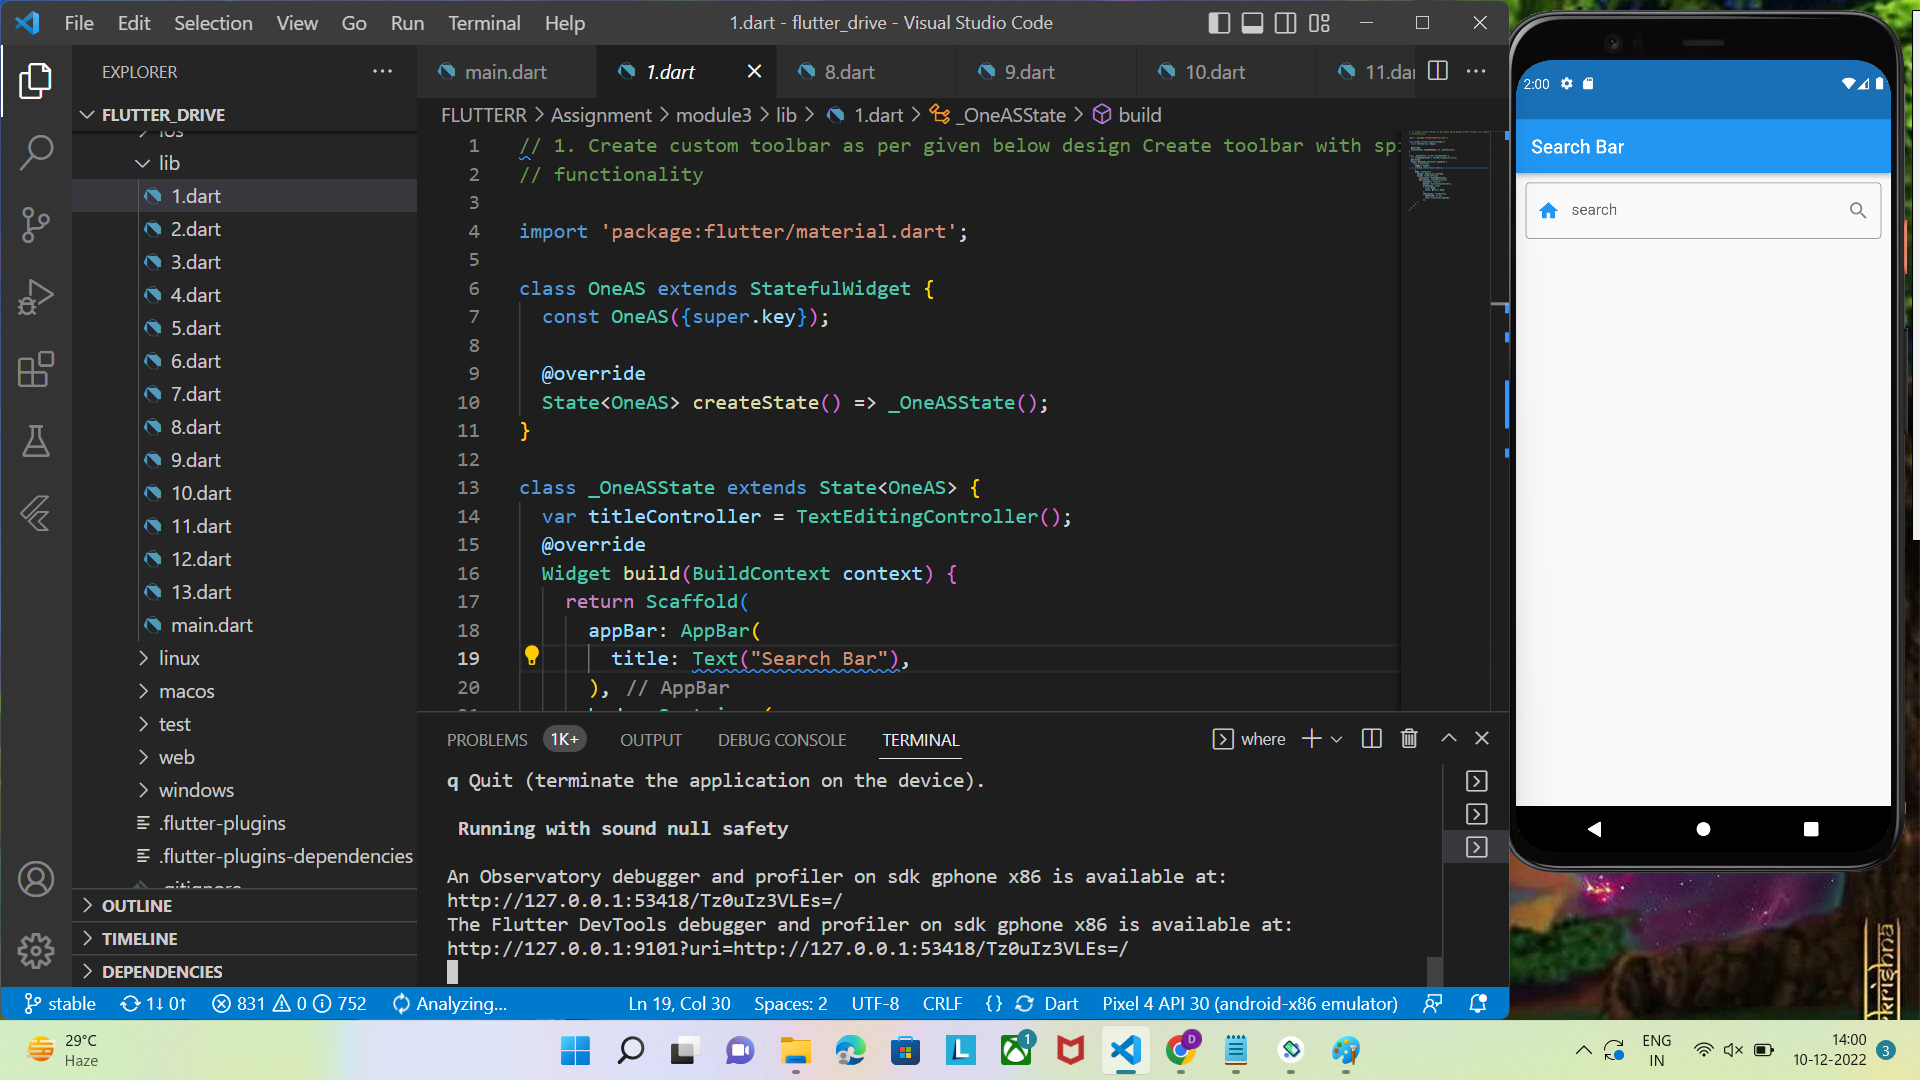 File Edit Selection View Go Run Terminal Help
1.dart - flutter_drive - Visual Studio Code
EXPLORER
FLUTTER_DRIVE
ios
lib
1.dart
2.dart
3.dart
4.dart
5.dart
6.dart
7.dart
8.dart
9.dart
10.dart
11.dart
12.dart
13.dart
main.dart
linux
macos
test
web
windows
.flutter-plugins
.flutter-plugins-dependencies
.gitignore
OUTLINE
TIMELINE
DEPENDENCIES
main.dart 1.dart 8.dart 9.dart 10.dart 11.dar
FLUTTERR > Assignment > module3 > lib > 1.dart > _OneASState > build
1 // 1. Create custom toolbar as per given below design Create toolbar with sp
2 // functionality
3
4 import 'package:flutter/material.dart';
5
6 class OneAS extends StatefulWidget {
7 const OneAS({super.key});
8
9 @override
10 State<OneAS> createState() => _OneASState();
11 }
12
13 class _OneASState extends State<OneAS> {
14 var titleController = TextEditingController();
15 @override
16 Widget build(BuildContext context) {
17 return Scaffold(
18 appBar: AppBar(
19 title: Text("Search Bar"),
20 ), // AppBar
PROBLEMS 1K+ OUTPUT DEBUG CONSOLE TERMINAL
where
q Quit (terminate the application on the device).
Running with sound null safety
An Observatory debugger and profiler on sdk gphone x86 is available at:
http://127.0.0.1:53418/Tz0uIz3VLEs=/
The Flutter DevTools debugger and profiler on sdk gphone x86 is available at:
http://127.0.0.1:9101?uri=http://127.0.0.1:53418/Tz0uIz3VLEs=/
stable 1↓ 0↑ 831 0 752 Analyzing... Ln 19, Col 30 Spaces: 2 UTF-8 CRLF {} Dart Pixel 4 API 30 (android-x86 emulator)
2:00
Search Bar
search
krishna
29°C
Haze
1
D
ENG
IN
14:00
10-12-2022
3